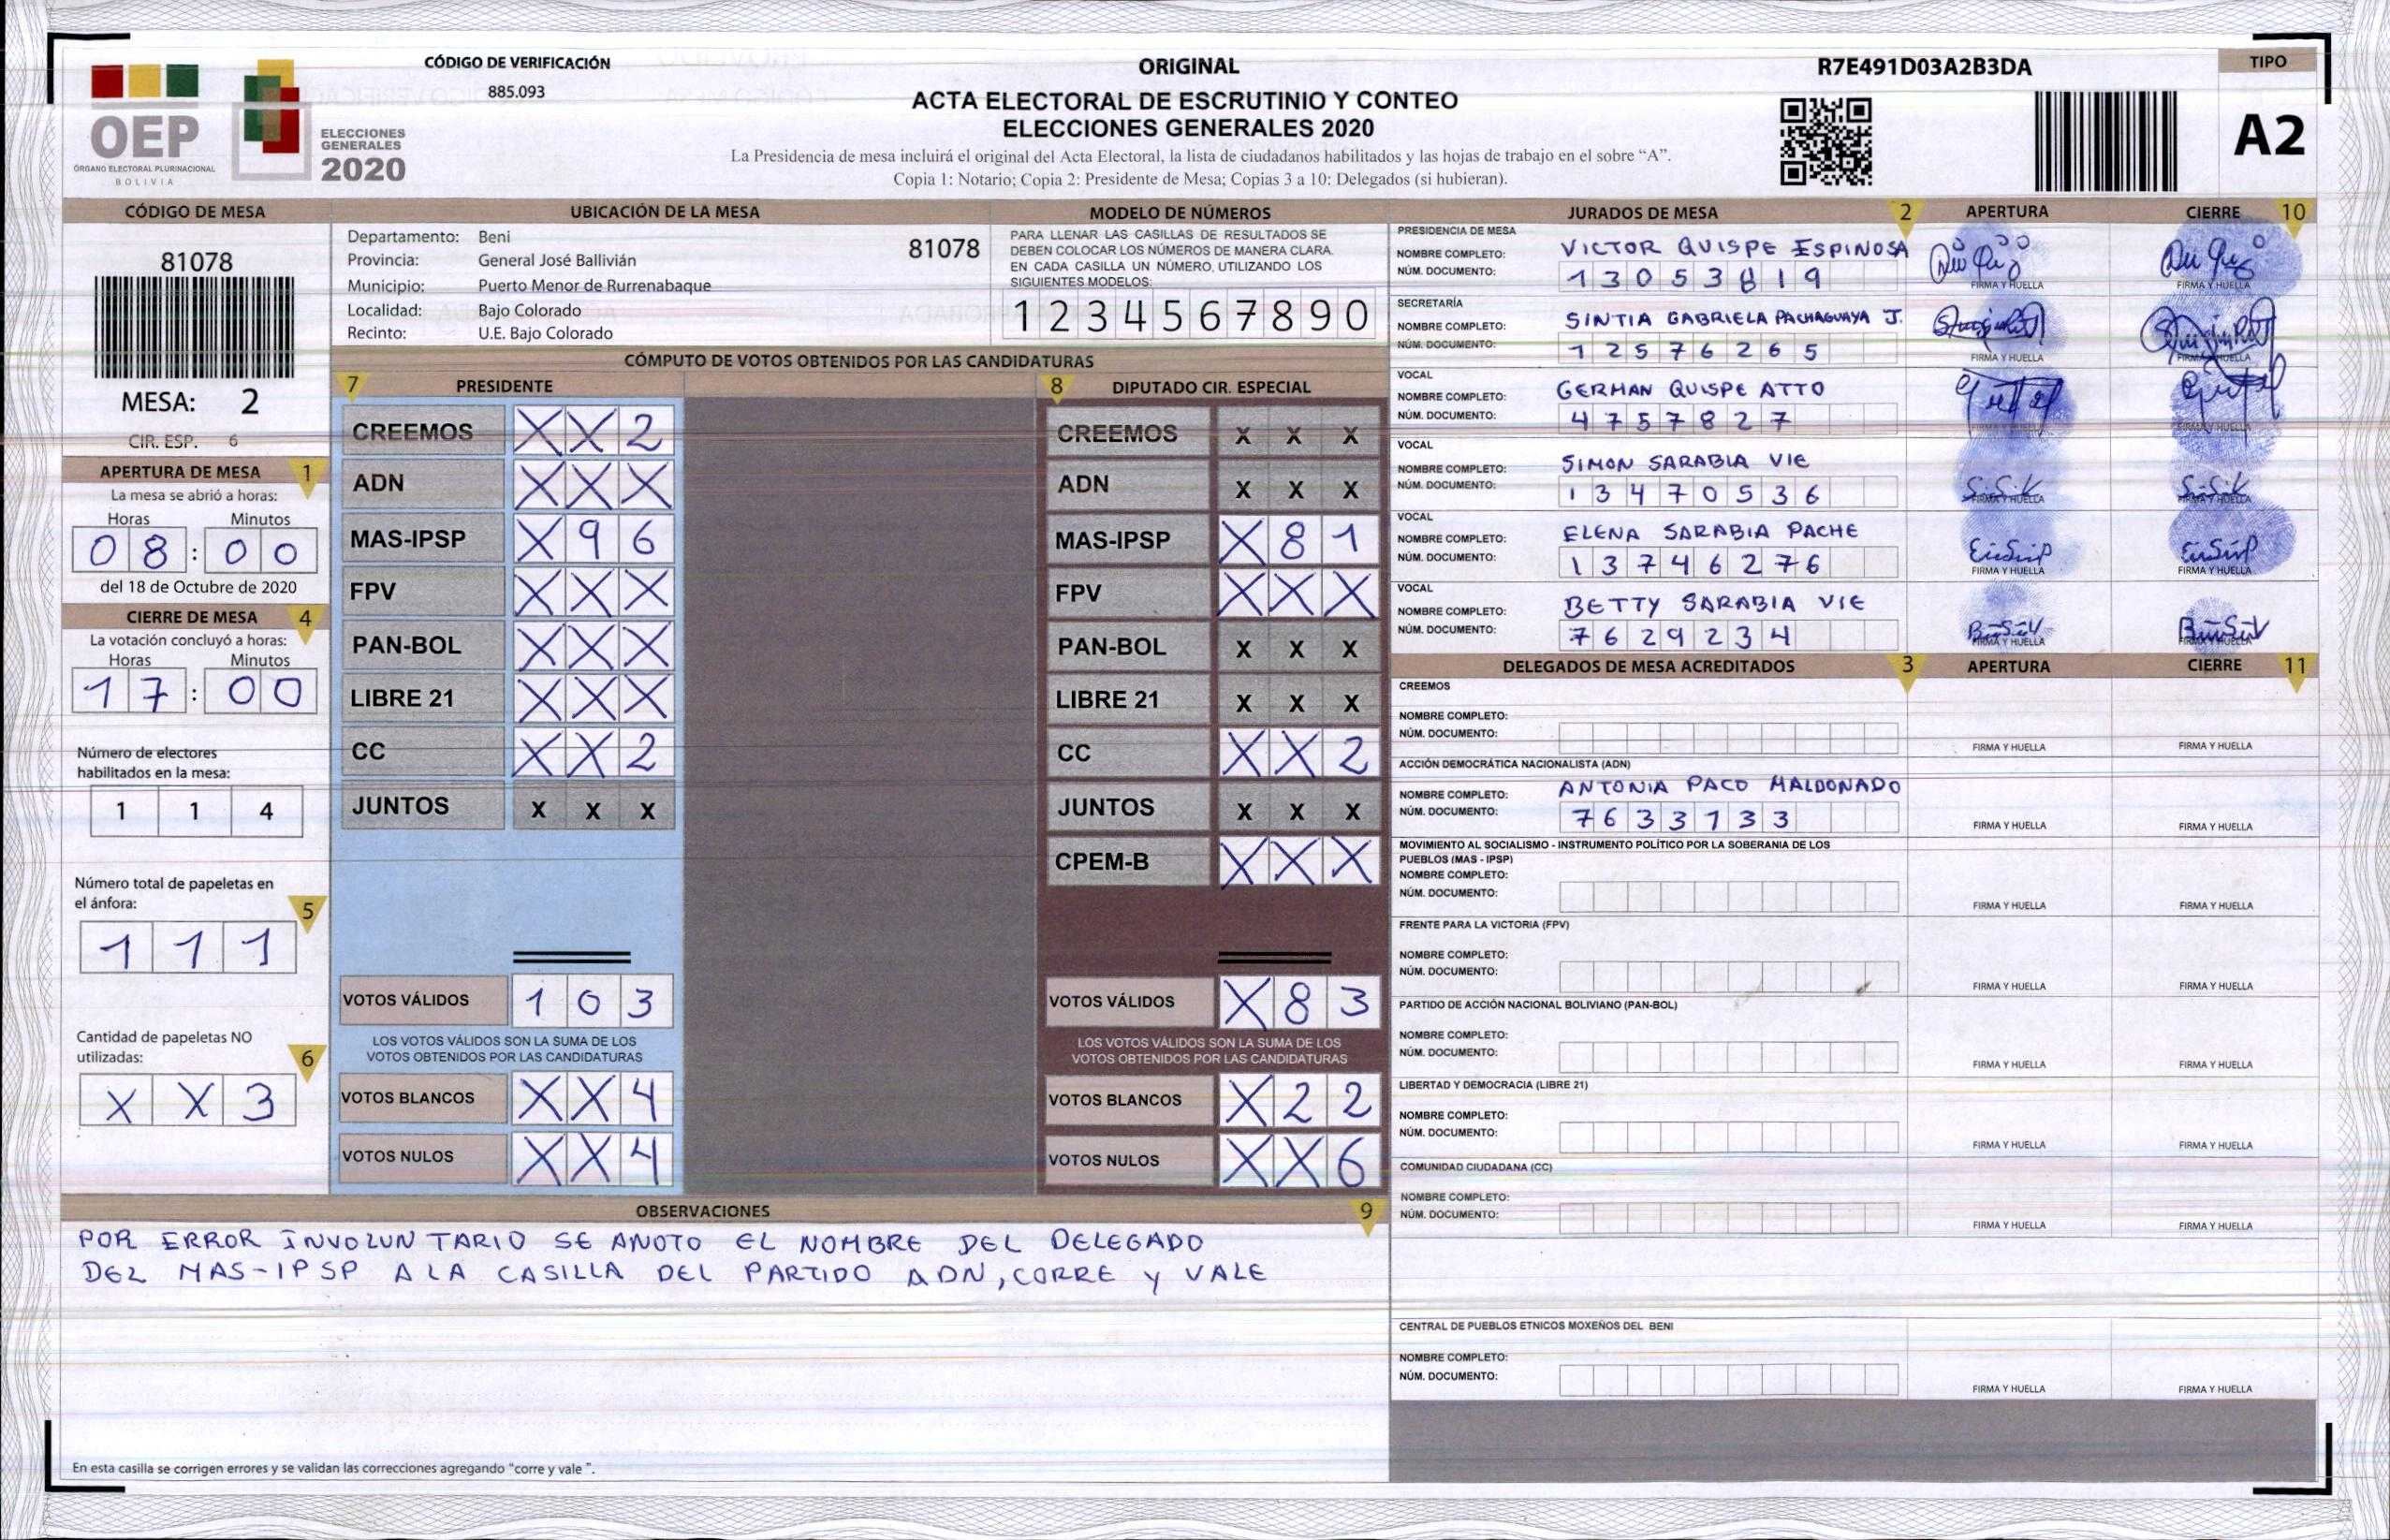 OEP
ÓRGANO ELECTORAL PLURINACIONAL
BOLIVIA
ELECCIONES
GENERALES
2020
CÓDIGO DE VERIFICACIÓN
885.093
ORIGINAL
ACTA ELECTORAL DE ESCRUTINIO Y CONTEO
ELECCIONES GENERALES 2020
La Presidencia de mesa incluirá el original del Acta Electoral, la lista de ciudadanos habilitados y las hojas de trabajo en el sobre “A”.
Copia 1: Notario; Copia 2: Presidente de Mesa; Copias 3 a 10: Delegados (si hubieran).
R7E491D03A2B3DA
TIPO
A2
CÓDIGO DE MESA
81078
MESA: 2
CIR. ESP. 6
APERTURA DE MESA 1
La mesa se abrió a horas:
Horas Minutos
0 8 : 0 0
del 18 de Octubre de 2020
CIERRE DE MESA 4
La votación concluyó a horas:
Horas Minutos
1 7 : 0 0
Número de electores
habilitados en la mesa:
1 1 4
Número total de papeletas en
el ánfora: 5
1 1 1
Cantidad de papeletas NO
utilizadas: 6
X X 3
UBICACIÓN DE LA MESA
Departamento: Beni 81078
Provincia: General José Ballivián
Municipio: Puerto Menor de Rurrenabaque
Localidad: Bajo Colorado
Recinto: U.E. Bajo Colorado
MODELO DE NÚMEROS
PARA LLENAR LAS CASILLAS DE RESULTADOS SE
DEBEN COLOCAR LOS NÚMEROS DE MANERA CLARA.
EN CADA CASILLA UN NÚMERO, UTILIZANDO LOS
SIGUIENTES MODELOS:
1 2 3 4 5 6 7 8 9 0
CÓMPUTO DE VOTOS OBTENIDOS POR LAS CANDIDATURAS
7 PRESIDENTE
CREEMOS X X 2
ADN X X X
MAS-IPSP X 9 6
FPV X X X
PAN-BOL X X X
LIBRE 21 X X X
CC X X 2
JUNTOS X X X
VOTOS VÁLIDOS 1 0 3
LOS VOTOS VÁLIDOS SON LA SUMA DE LOS
VOTOS OBTENIDOS POR LAS CANDIDATURAS
VOTOS BLANCOS X X 4
VOTOS NULOS X X 4
8 DIPUTADO CIR. ESPECIAL
CREEMOS X X X
ADN X X X
MAS-IPSP X 8 1
FPV X X X
PAN-BOL X X X
LIBRE 21 X X X
CC X X 2
JUNTOS X X X
CPEM-B X X X
VOTOS VÁLIDOS X 8 3
LOS VOTOS VÁLIDOS SON LA SUMA DE LOS
VOTOS OBTENIDOS POR LAS CANDIDATURAS
VOTOS BLANCOS X 2 2
VOTOS NULOS X X 6
OBSERVACIONES 9
POR ERROR INVOLUNTARIO SE ANOTO EL NOMBRE DEL DELEGADO
DEL MAS-IPSP A LA CASILLA DEL PARTIDO ADN, CORRE Y VALE
En esta casilla se corrigen errores y se validan las correcciones agregando “corre y vale ”.
JURADOS DE MESA 2 APERTURA CIERRE 10
PRESIDENCIA DE MESA
NOMBRE COMPLETO: VICTOR QUISPE ESPINOSA
NÚM. DOCUMENTO: 1 3 0 5 3 8 1 9
FIRMA Y HUELLA FIRMA Y HUELLA
SECRETARÍA
NOMBRE COMPLETO: SINTIA GABRIELA PACHAGUAYA J.
NÚM. DOCUMENTO: 1 2 5 7 6 2 6 5
FIRMA Y HUELLA FIRMA Y HUELLA
VOCAL
NOMBRE COMPLETO: GERMAN QUISPE ATTO
NÚM. DOCUMENTO: 4 7 5 7 8 2 7
FIRMA Y HUELLA FIRMA Y HUELLA
VOCAL
NOMBRE COMPLETO: SIMON SARABIA VIE
NÚM. DOCUMENTO: 1 3 4 7 0 5 3 6
FIRMA Y HUELLA FIRMA Y HUELLA
VOCAL
NOMBRE COMPLETO: ELENA SARABIA PACHE
NÚM. DOCUMENTO: 1 3 7 4 6 2 7 6
FIRMA Y HUELLA FIRMA Y HUELLA
VOCAL
NOMBRE COMPLETO: BETTY SARABIA VIE
NÚM. DOCUMENTO: 7 6 2 9 2 3 4
FIRMA Y HUELLA FIRMA Y HUELLA
DELEGADOS DE MESA ACREDITADOS 3 APERTURA CIERRE 11
CREEMOS
NOMBRE COMPLETO:
NÚM. DOCUMENTO:
FIRMA Y HUELLA FIRMA Y HUELLA
ACCIÓN DEMOCRÁTICA NACIONALISTA (ADN)
NOMBRE COMPLETO: ANTONIA PACO MALDONADO
NÚM. DOCUMENTO: 7 6 3 3 1 3 3
FIRMA Y HUELLA FIRMA Y HUELLA
MOVIMIENTO AL SOCIALISMO - INSTRUMENTO POLÍTICO POR LA SOBERANIA DE LOS
PUEBLOS (MAS - IPSP)
NOMBRE COMPLETO:
NÚM. DOCUMENTO:
FIRMA Y HUELLA FIRMA Y HUELLA
FRENTE PARA LA VICTORIA (FPV)
NOMBRE COMPLETO:
NÚM. DOCUMENTO:
FIRMA Y HUELLA FIRMA Y HUELLA
PARTIDO DE ACCIÓN NACIONAL BOLIVIANO (PAN-BOL)
NOMBRE COMPLETO:
NÚM. DOCUMENTO:
FIRMA Y HUELLA FIRMA Y HUELLA
LIBERTAD Y DEMOCRACIA (LIBRE 21)
NOMBRE COMPLETO:
NÚM. DOCUMENTO:
FIRMA Y HUELLA FIRMA Y HUELLA
COMUNIDAD CIUDADANA (CC)
NOMBRE COMPLETO:
NÚM. DOCUMENTO:
FIRMA Y HUELLA FIRMA Y HUELLA
CENTRAL DE PUEBLOS ETNICOS MOXEÑOS DEL BENI
NOMBRE COMPLETO:
NÚM. DOCUMENTO:
FIRMA Y HUELLA FIRMA Y HUELLA